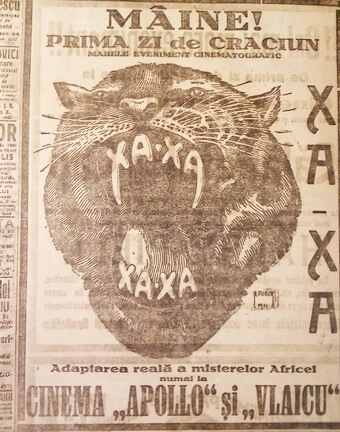 MÂINE!
PRIMA ZI de CRACIUN
MARELE EVENIMENT CINEMATOGRAFIC
XA-XA
XA-XA
XA-XA
Adaptarea reală a misterelor Africei
numai la
CINEMA „APOLLO" și „VLAICU"